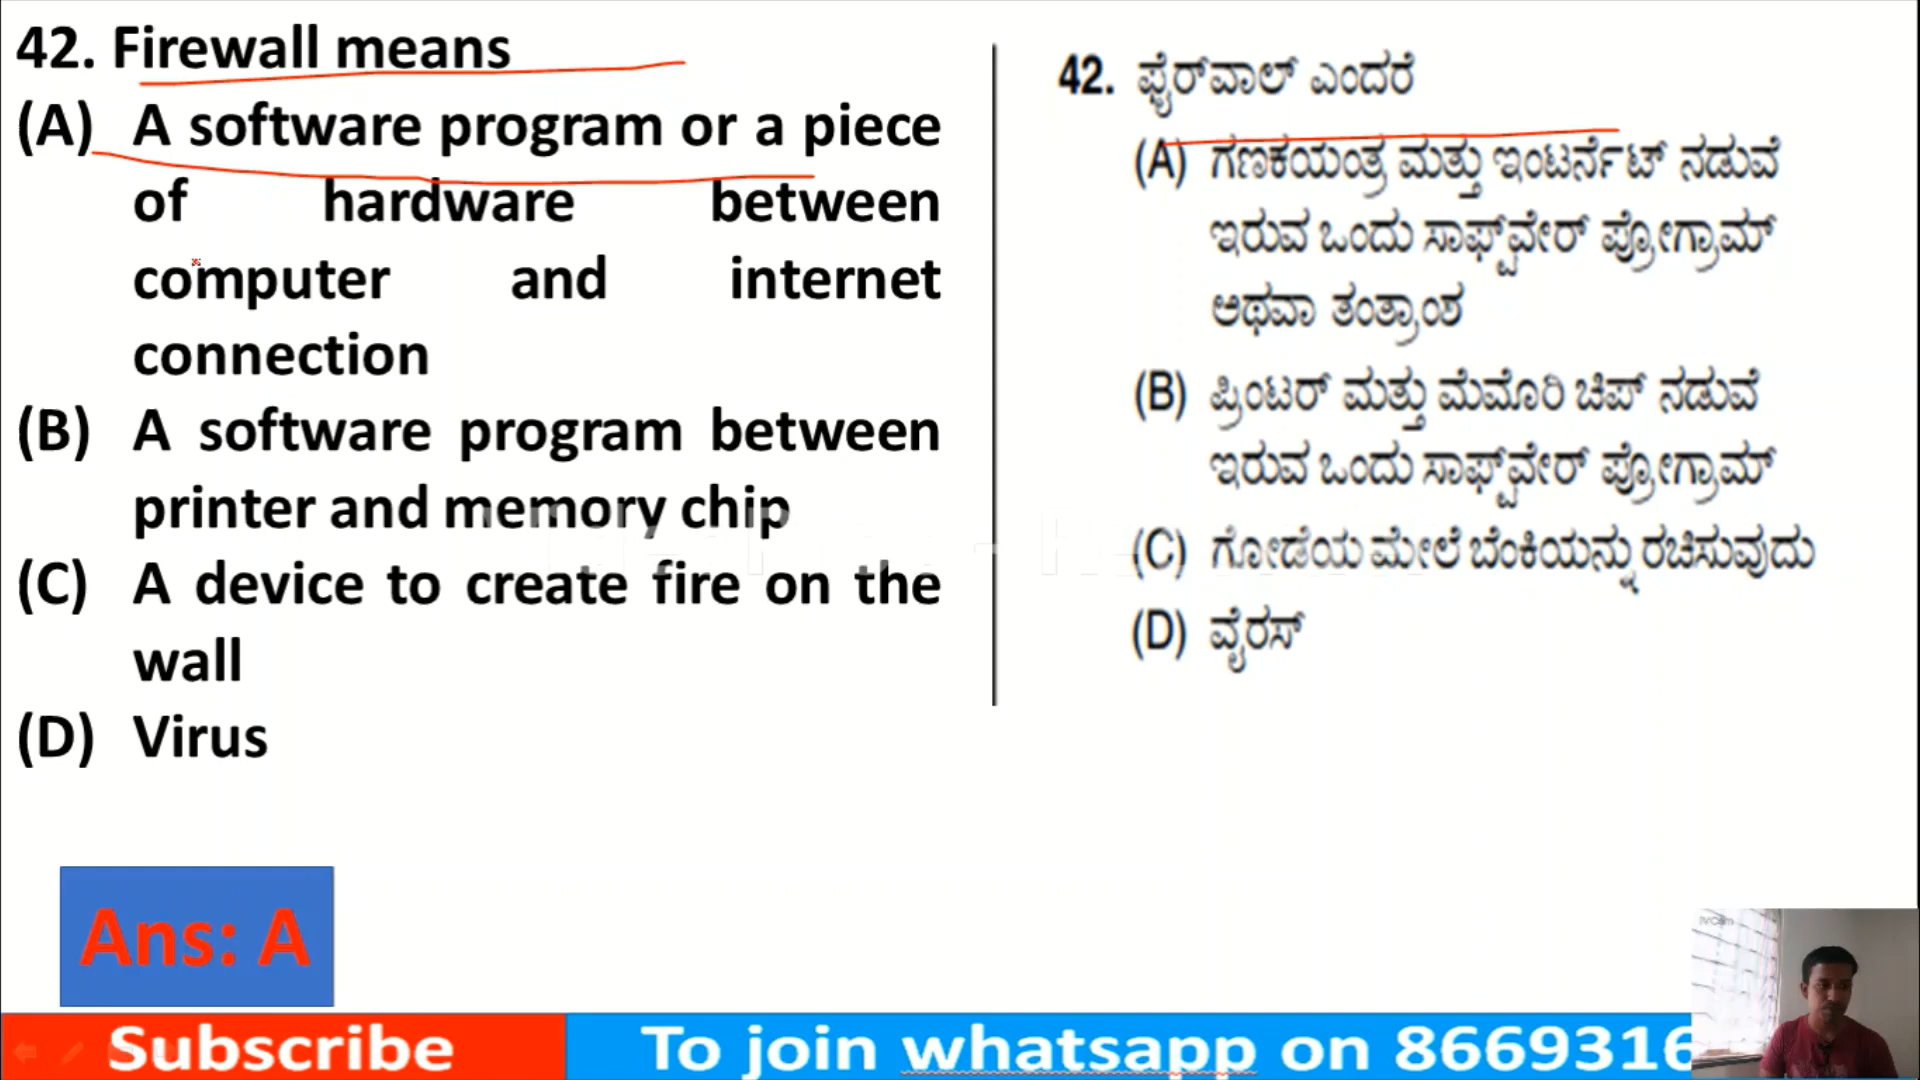 42. Firewall means
(A) A software program or a piece
of hardware between
computer and internet
connection
(B) A software program between
printer and memory chip
(C) A device to create fire on the
wall
(D) Virus
42. ಫೈರ್‌ವಾಲ್ ಎಂದರೆ
(A) ಗಣಕಯಂತ್ರ ಮತ್ತು ಇಂಟರ್ನೆಟ್ ನಡುವೆ
ಇರುವ ಒಂದು ಸಾಫ್ಟ್‌ವೇರ್ ಪ್ರೋಗ್ರಾಮ್
ಅಥವಾ ತಂತ್ರಾಂಶ
(B) ಪ್ರಿಂಟರ್ ಮತ್ತು ಮೆಮೊರಿ ಚಿಪ್ ನಡುವೆ
ಇರುವ ಒಂದು ಸಾಫ್ಟ್‌ವೇರ್ ಪ್ರೋಗ್ರಾಮ್
(C) ಗೋಡೆಯ ಮೇಲೆ ಬೆಂಕಿಯನ್ನು ರಚಿಸುವುದು
(D) ವೈರಸ್
Ans: A
Subscribe
To join whatsapp on 8669316